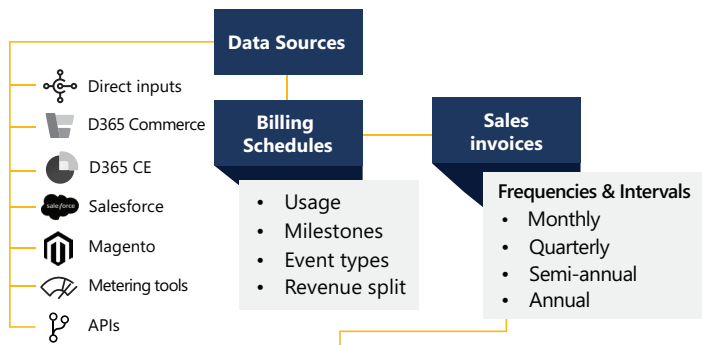 Data Sources
Direct inputs
D365 Commerce
D365 CE
salesforce
Salesforce
Magento
Metering tools
APIs
Billing
Schedules
• Usage
• Milestones
• Event types
• Revenue split
Sales
invoices
Frequencies & Intervals
• Monthly
• Quarterly
• Semi-annual
• Annual